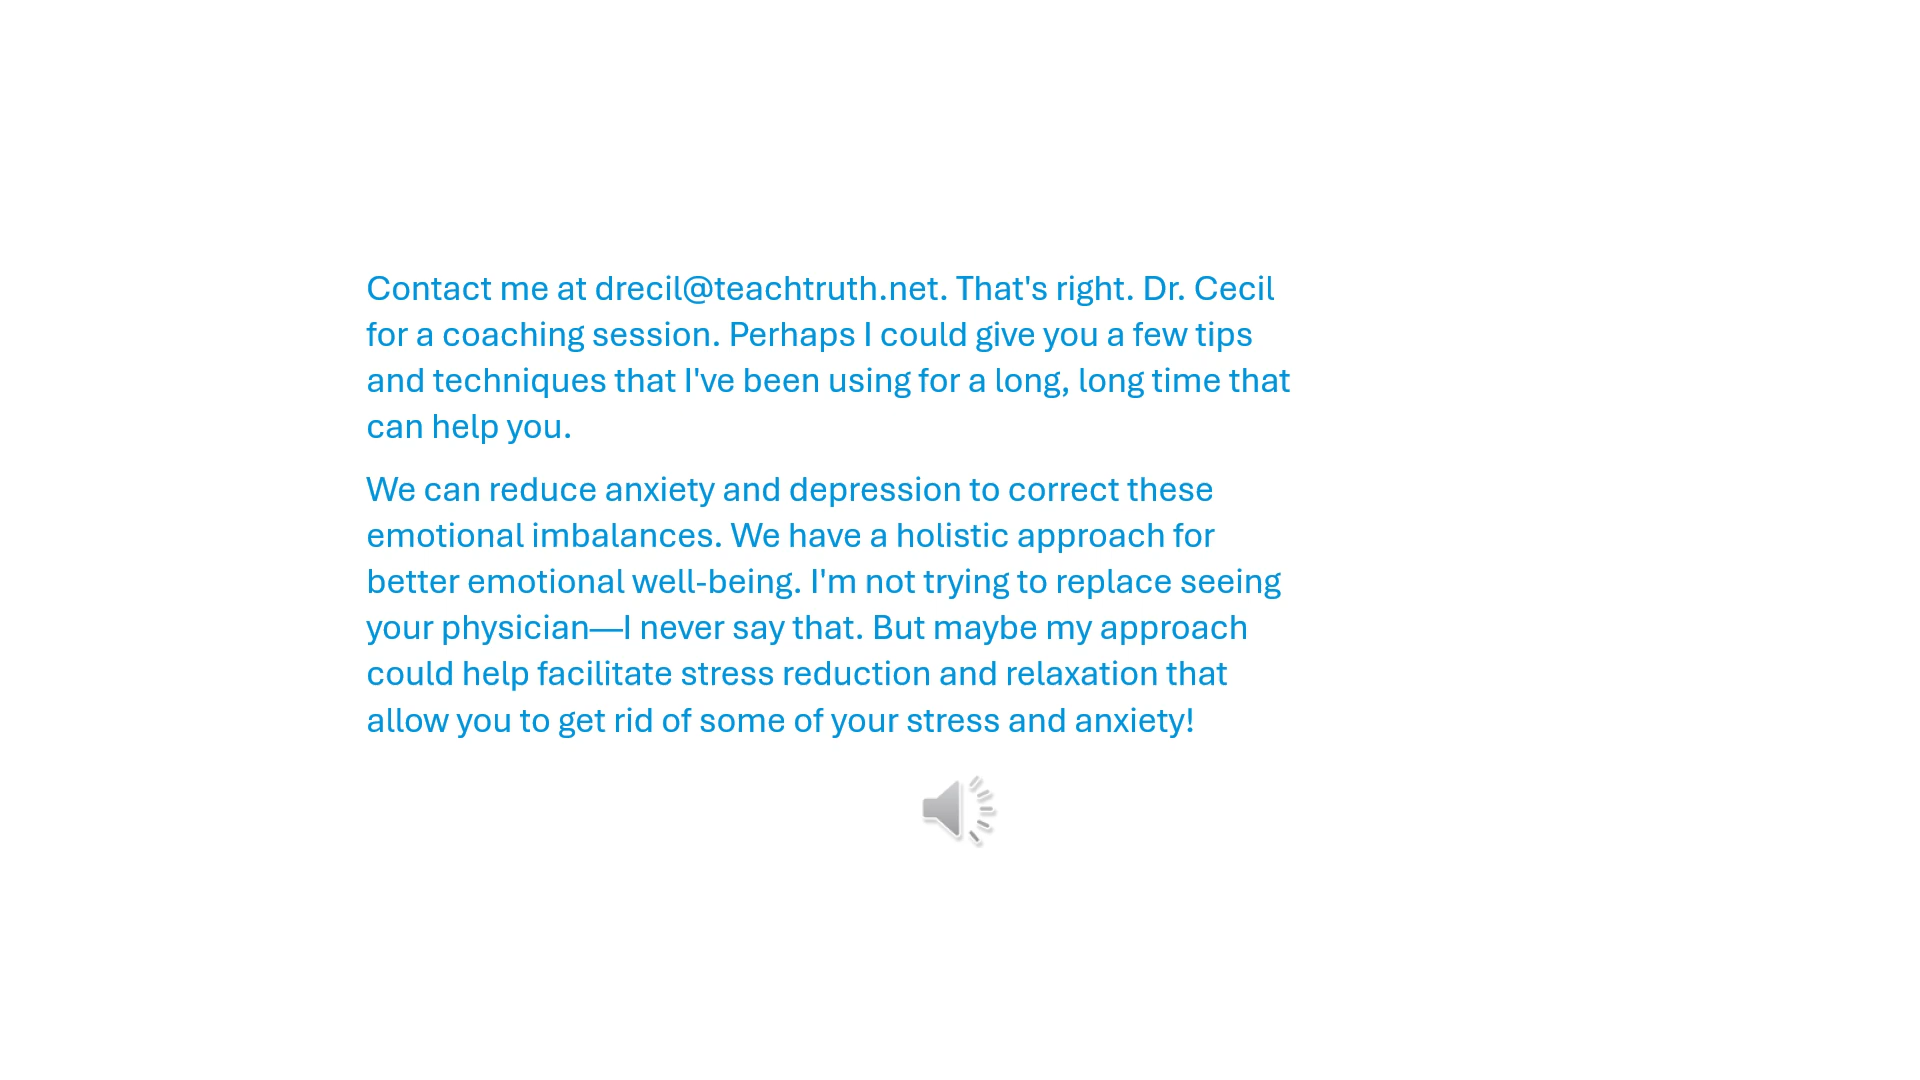 Contact me at drecil@teachtruth.net. That's right. Dr. Cecil
for a coaching session. Perhaps I could give you a few tips
and techniques that I've been using for a long, long time that
can help you.
We can reduce anxiety and depression to correct these
emotional imbalances. We have a holistic approach for
better emotional well-being. I'm not trying to replace seeing
your physician—I never say that. But maybe my approach
could help facilitate stress reduction and relaxation that
allow you to get rid of some of your stress and anxiety!